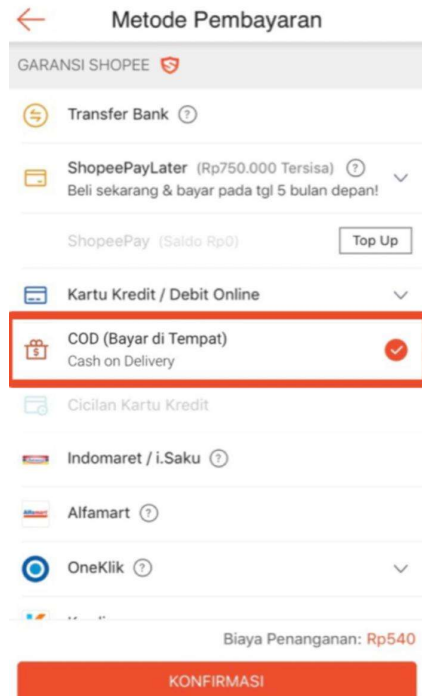 Metode Pembayaran
GARANSI SHOPEE
Transfer Bank ?
ShopeePayLater (Rp750.000 Tersisa) ?
Beli sekarang & bayar pada tgl 5 bulan depan!
ShopeePay (Saldo Rp0) Top Up
Kartu Kredit / Debit Online
COD (Bayar di Tempat)
Cash on Delivery
Cicilan Kartu Kredit
Indomaret / i.Saku ?
Alfamart ?
OneKlik ?
Biaya Penanganan: Rp540
KONFIRMASI